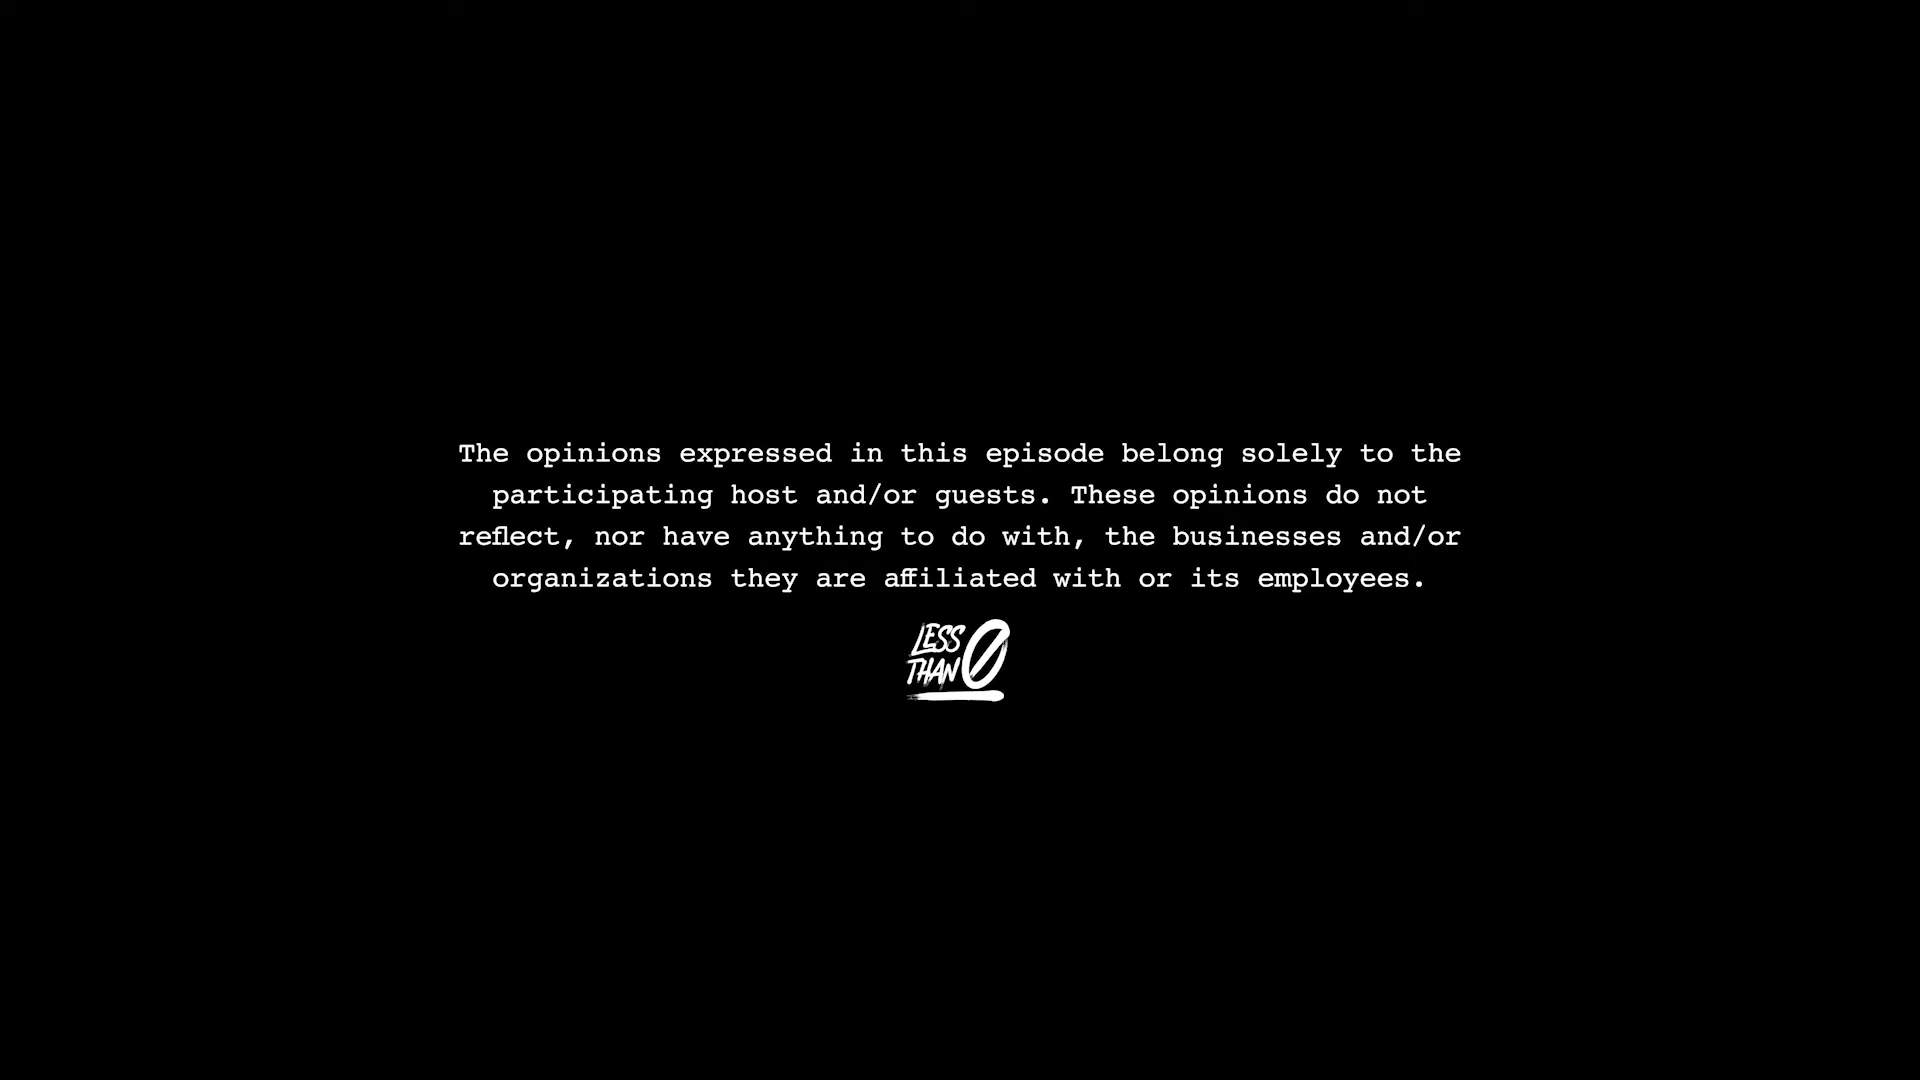 The opinions expressed in this episode belong solely to the
participating host and/or guests. These opinions do not
reflect, nor have anything to do with, the businesses and/or
organizations they are affiliated with or its employees.
LESS
THAN 0